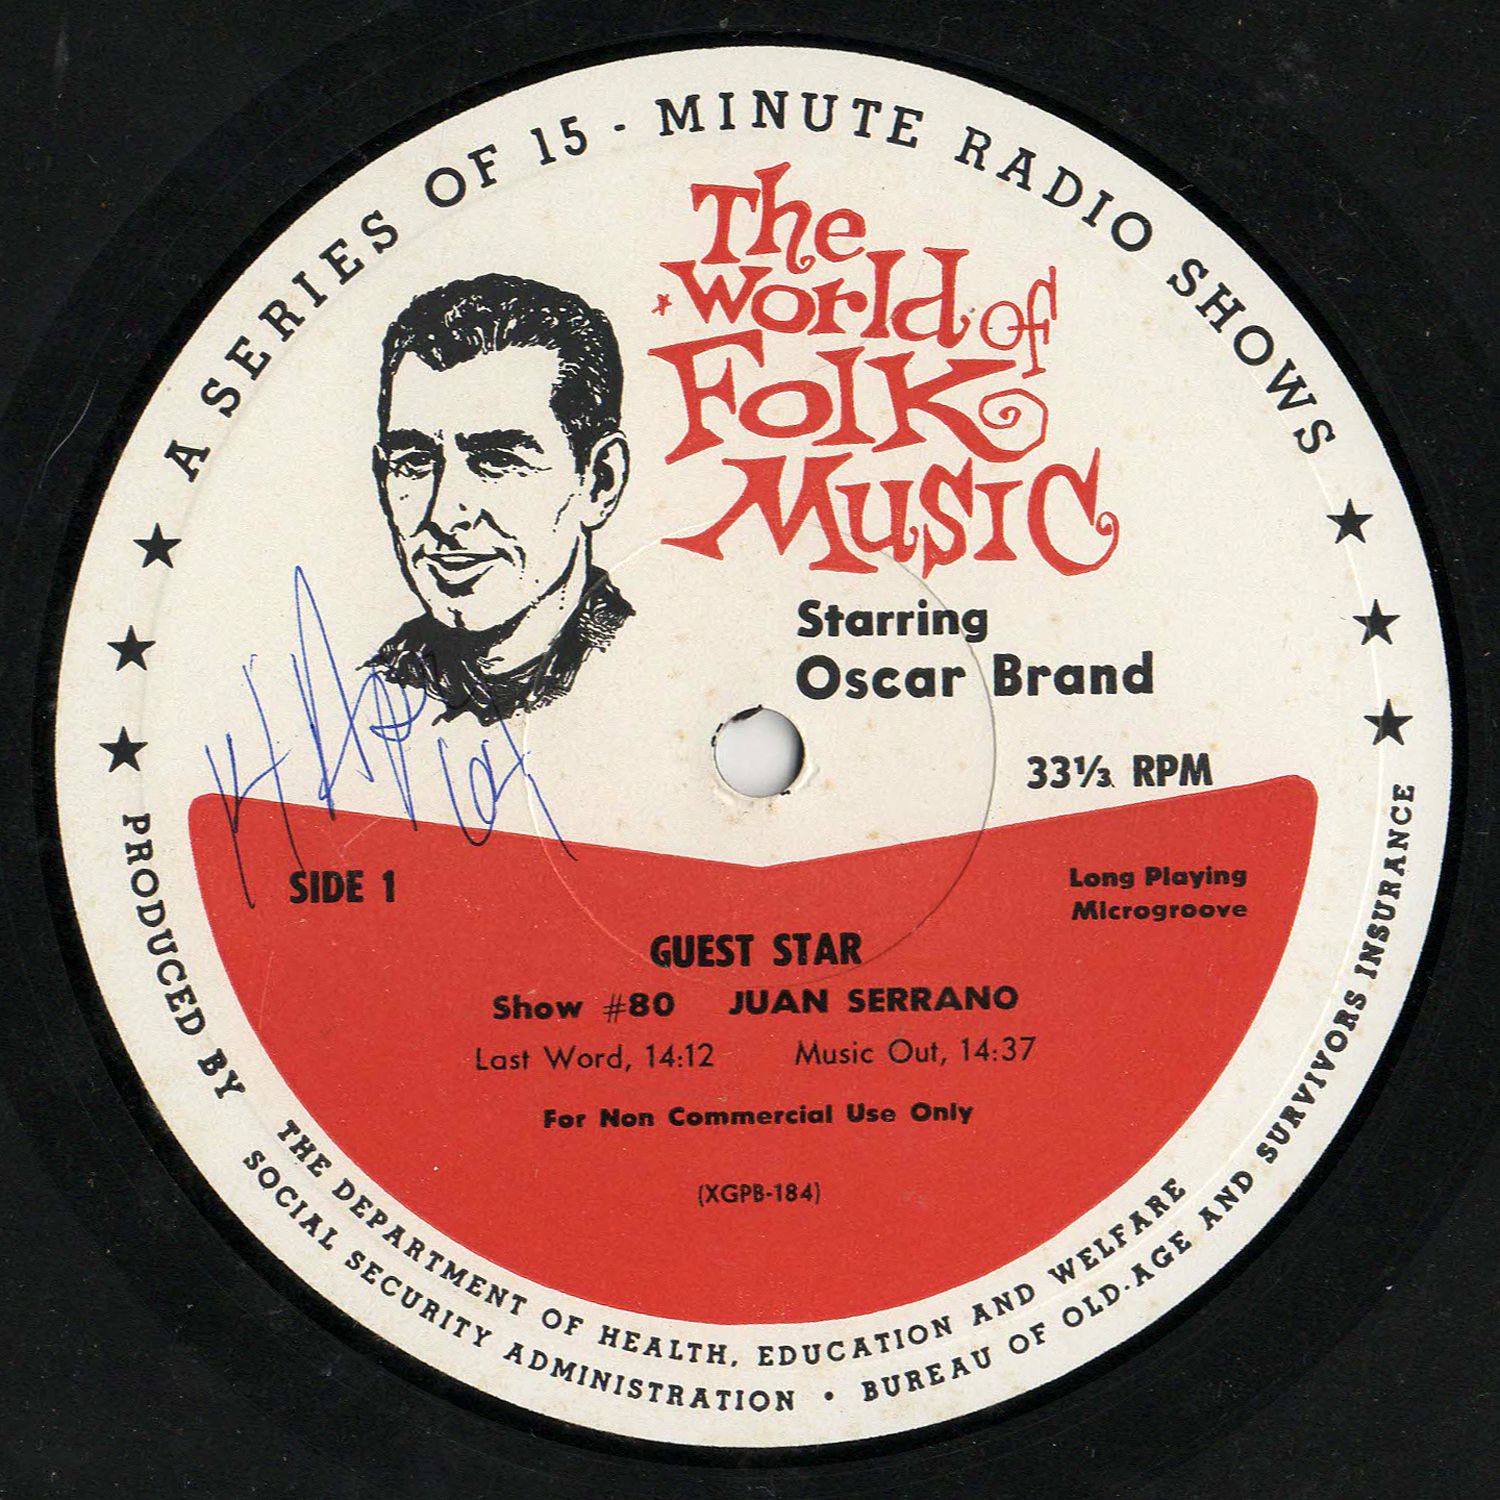 A SERIES OF 15 - MINUTE RADIO SHOWS
The
World of
Folk
Music
Starring
Oscar Brand
33⅓ RPM
SIDE 1
Long Playing
Microgroove
GUEST STAR
Show #80 JUAN SERRANO
Last Word, 14:12 Music Out, 14:37
For Non Commercial Use Only
(XGPB-184)
PRODUCED BY THE DEPARTMENT OF HEALTH, EDUCATION AND WELFARE
SOCIAL SECURITY ADMINISTRATION • BUREAU OF OLD-AGE AND SURVIVORS INSURANCE